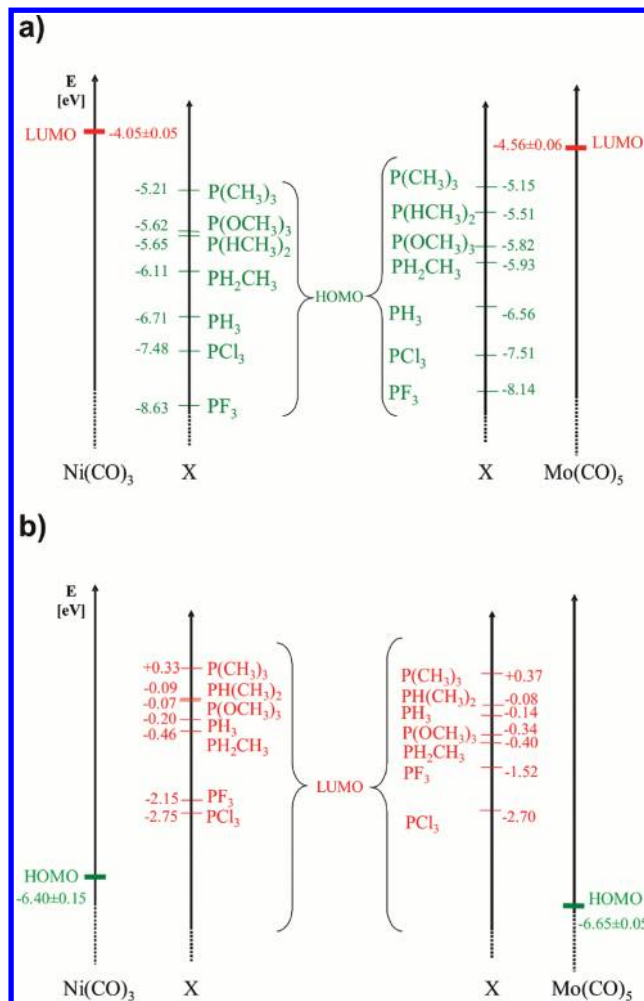 a)
E
[eV]
LUMO -4.05±0.05
-4.56±0.06 LUMO
-5.21 P(CH3)3
-5.62 P(OCH3)3
-5.65 P(HCH3)2
-6.11 PH2CH3
-6.71 PH3
-7.48 PCl3
-8.63 PF3
HOMO
P(CH3)3 -5.15
P(HCH3)2 -5.51
P(OCH3)3 -5.82
PH2CH3 -5.93
PH3 -6.56
PCl3 -7.51
PF3 -8.14
Ni(CO)3 X X Mo(CO)5
b)
E
[eV]
+0.33 P(CH3)3
-0.09 PH(CH3)2
-0.07 P(OCH3)3
-0.20 PH3
-0.46 PH2CH3
-2.15 PF3
-2.75 PCl3
LUMO
P(CH3)3 +0.37
PH(CH3)2 -0.08
PH3 -0.14
P(OCH3)3 -0.34
PH2CH3 -0.40
PF3 -1.52
PCl3 -2.70
HOMO
-6.40±0.15
HOMO
-6.65±0.05
Ni(CO)3 X X Mo(CO)5